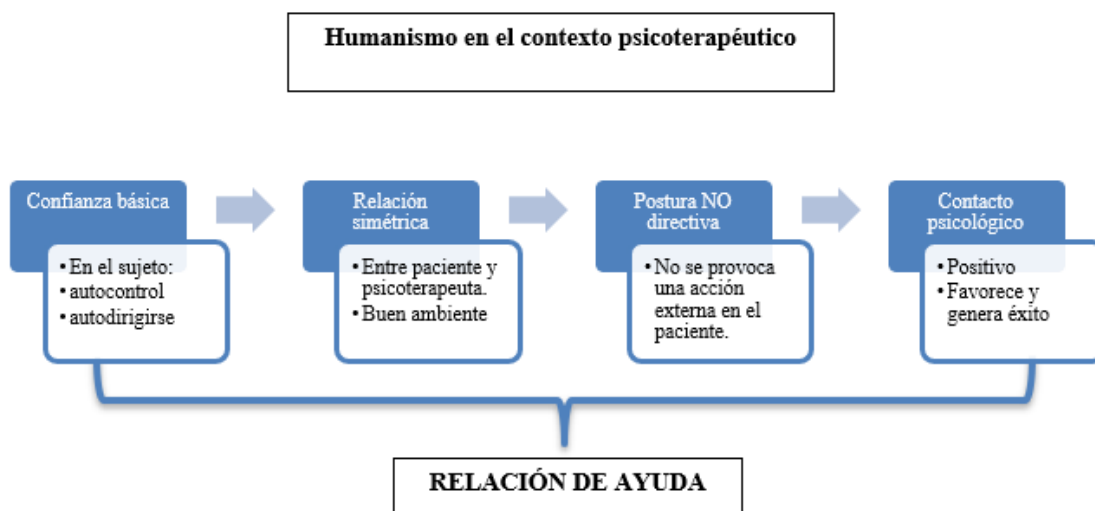 Humanismo en el contexto psicoterapéutico
Confianza básica
• En el sujeto:
• autocontrol
• autodirigirse
Relación
simétrica
• Entre paciente y
psicoterapeuta.
• Buen ambiente
Postura NO
directiva
• No se provoca
una acción
externa en el
paciente.
Contacto
psicológico
• Positivo
• Favorece y
genera éxito
RELACIÓN DE AYUDA